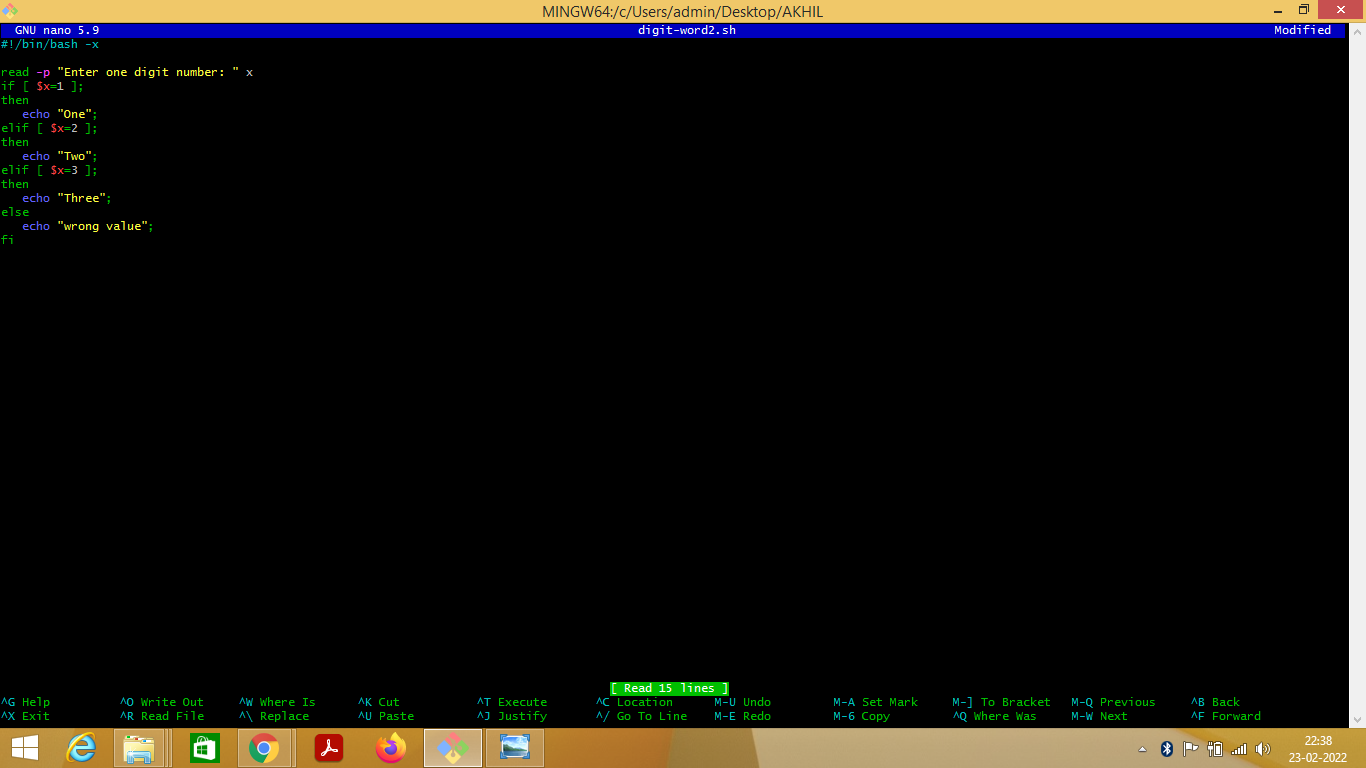 MINGW64:/c/Users/admin/Desktop/AKHIL
GNU nano 5.9 digit-word2.sh Modified
#!/bin/bash -x
read -p "Enter one digit number: " x
if [ $x=1 ];
then
   echo "One";
elif [ $x=2 ];
then
   echo "Two";
elif [ $x=3 ];
then
   echo "Three";
else
   echo "wrong value";
fi
[ Read 15 lines ]
^G Help ^O Write Out ^W Where Is ^K Cut ^T Execute ^C Location M-U Undo M-A Set Mark M-] To Bracket M-Q Previous ^B Back
^X Exit ^R Read File ^\ Replace ^U Paste ^J Justify ^/ Go To Line M-E Redo M-6 Copy ^Q Where Was M-W Next ^F Forward
22:38
23-02-2022